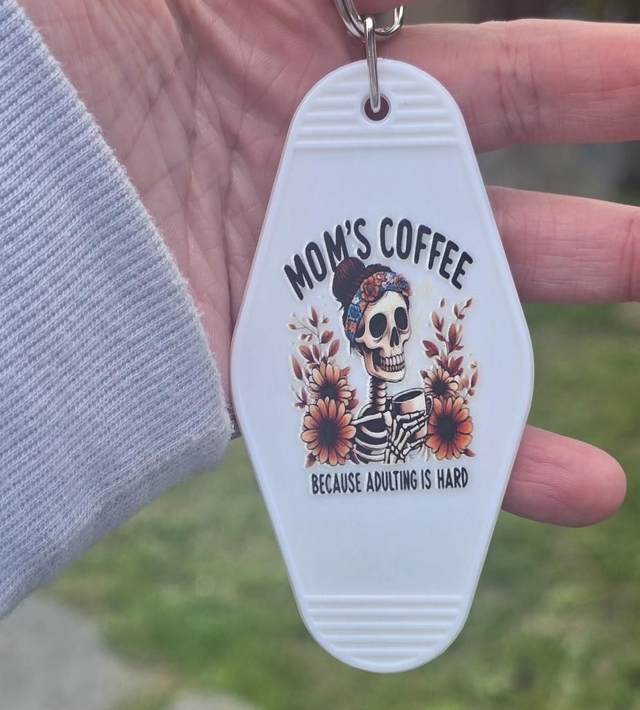 MOM'S COFFEE
BECAUSE ADULTING IS HARD